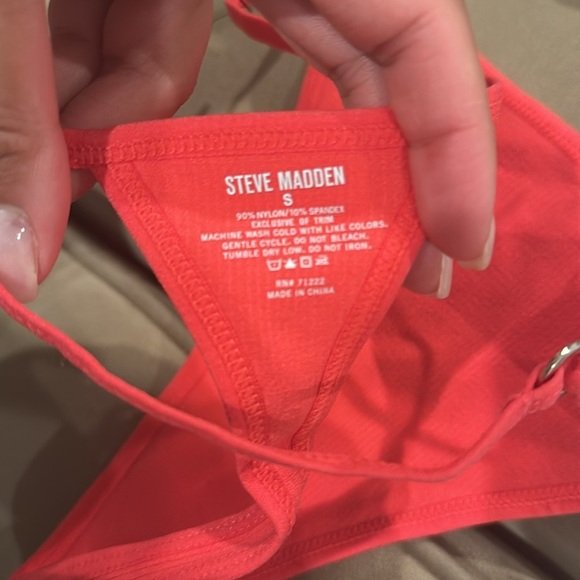 STEVE MADDEN
S
90% NYLON/10% SPANDEX
EXCLUSIVE OF TRIM
MACHINE WASH COLD WITH LIKE COLORS.
GENTLE CYCLE. DO NOT BLEACH.
TUMBLE DRY LOW. DO NOT IRON.
RN# 71222
MADE IN CHINA